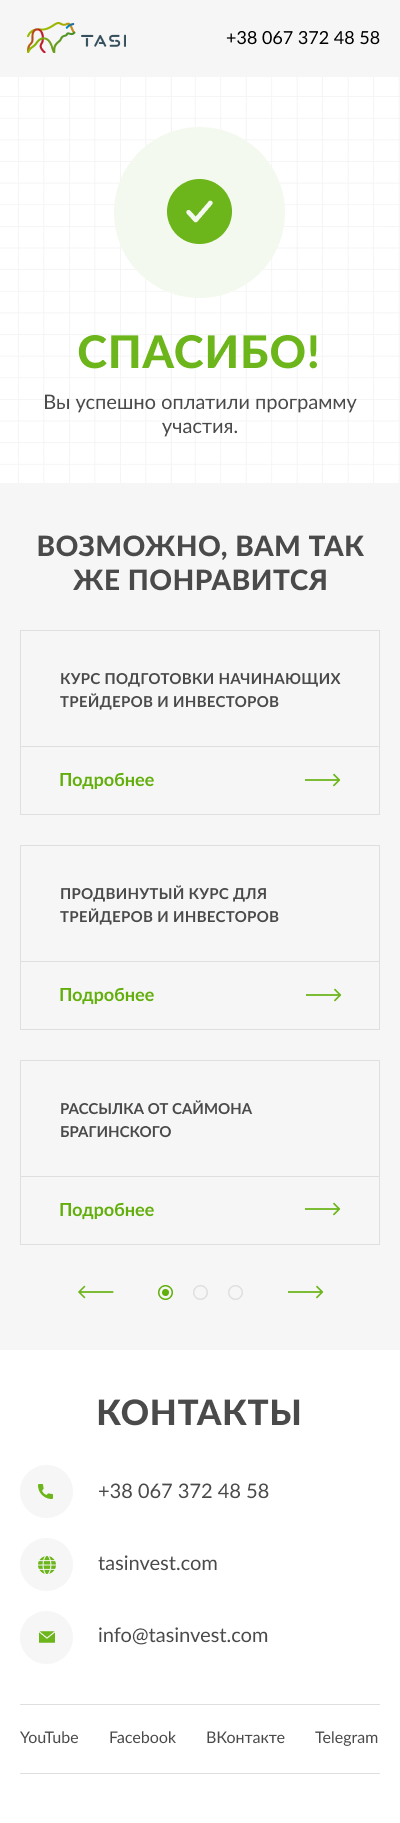 TASI
+38 067 372 48 58
СПАСИБО!
Вы успешно оплатили программу
участия.
ВОЗМОЖНО, ВАМ ТАК
ЖЕ ПОНРАВИТСЯ
КУРС ПОДГОТОВКИ НАЧИНАЮЩИХ
ТРЕЙДЕРОВ И ИНВЕСТОРОВ
Подробнее
ПРОДВИНУТЫЙ КУРС ДЛЯ
ТРЕЙДЕРОВ И ИНВЕСТОРОВ
Подробнее
РАССЫЛКА ОТ САЙМОНА
БРАГИНСКОГО
Подробнее
КОНТАКТЫ
+38 067 372 48 58
tasinvest.com
info@tasinvest.com
YouTube Facebook ВКонтакте Telegram